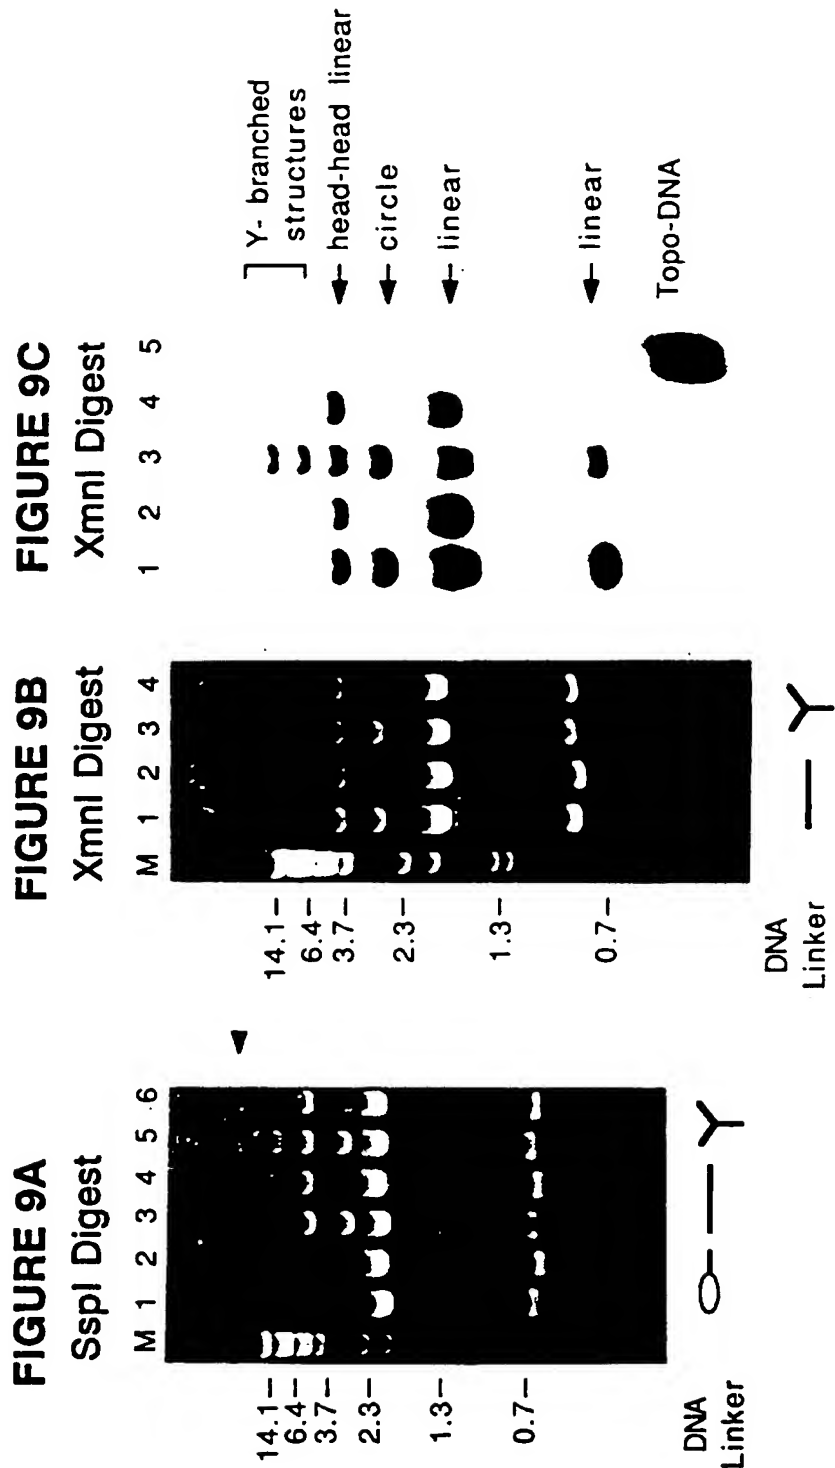 FIGURE 9A
SspI Digest
M 1 2 3 4 5 6
14.1
6.4
3.7
2.3
1.3
0.7
DNA
Linker
FIGURE 9B
XmnI Digest
M 1 2 3 4
14.1
6.4
3.7
2.3
1.3
0.7
DNA
Linker
FIGURE 9C
XmnI Digest
1 2 3 4 5
Y- branched
structures
head-head linear
circle
linear
linear
Topo-DNA